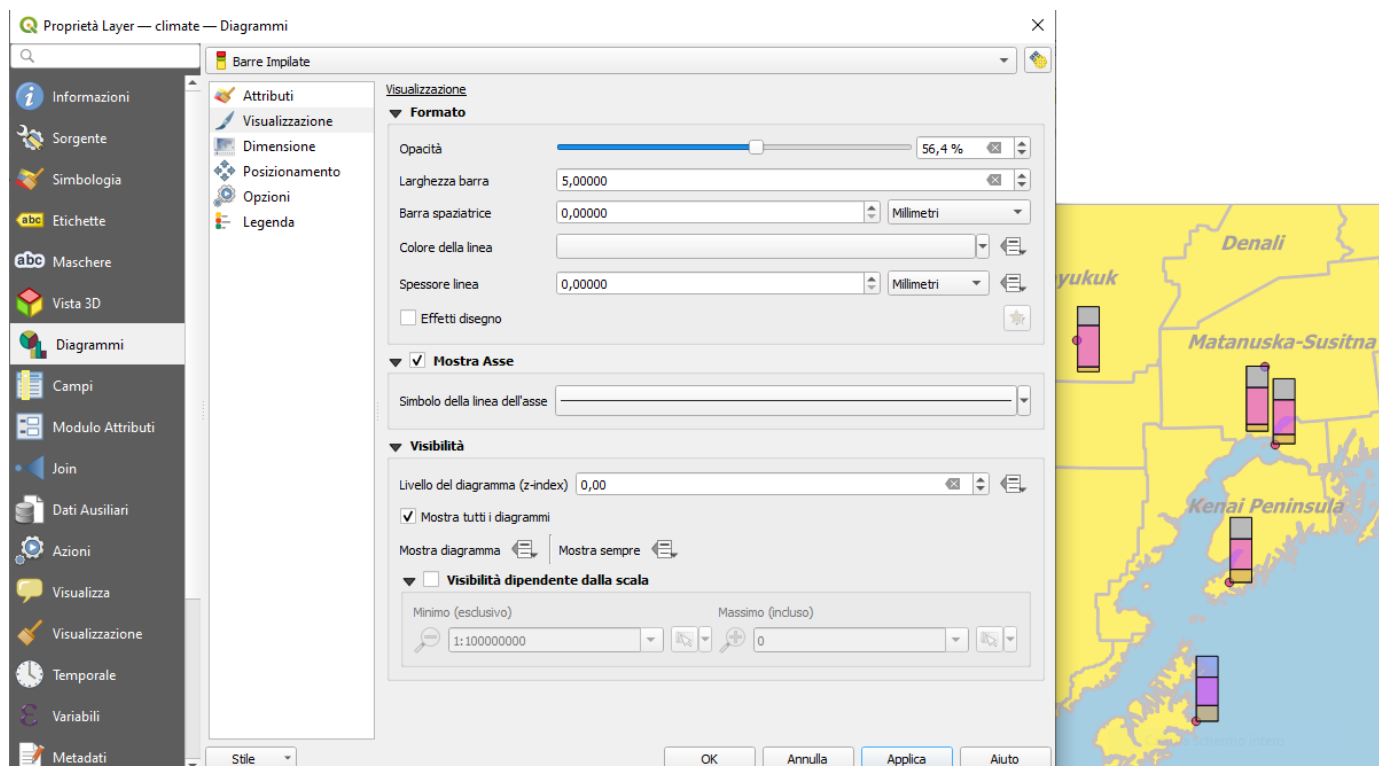 Proprietà Layer — climate — Diagrammi
Barre Impilate
Informazioni
Sorgente
Simbologia
abc Etichette
abc Maschere
Vista 3D
Diagrammi
Campi
Modulo Attributi
Join
Dati Ausiliari
Azioni
Visualizza
Visualizzazione
Temporale
Variabili
Metadati
Attributi
Visualizzazione
Dimensione
Posizionamento
Opzioni
Legenda
Visualizzazione
Formato
Opacità 56,4 %
Larghezza barra 5,00000
Barra spaziatrice 0,00000 Millimetri
Colore della linea
Spessore linea 0,00000 Millimetri
Effetti disegno
Mostra Asse
Simbolo della linea dell'asse
Visibilità
Livello del diagramma (z-index) 0,00
Mostra tutti i diagrammi
Mostra diagramma Mostra sempre
Visibilità dipendente dalla scala
Minimo (esclusivo) Massimo (incluso)
1:100000000 0
Stile OK Annulla Applica Aiuto
Denali
yukuk
Matanuska-Susitna
Kenai Peninsula